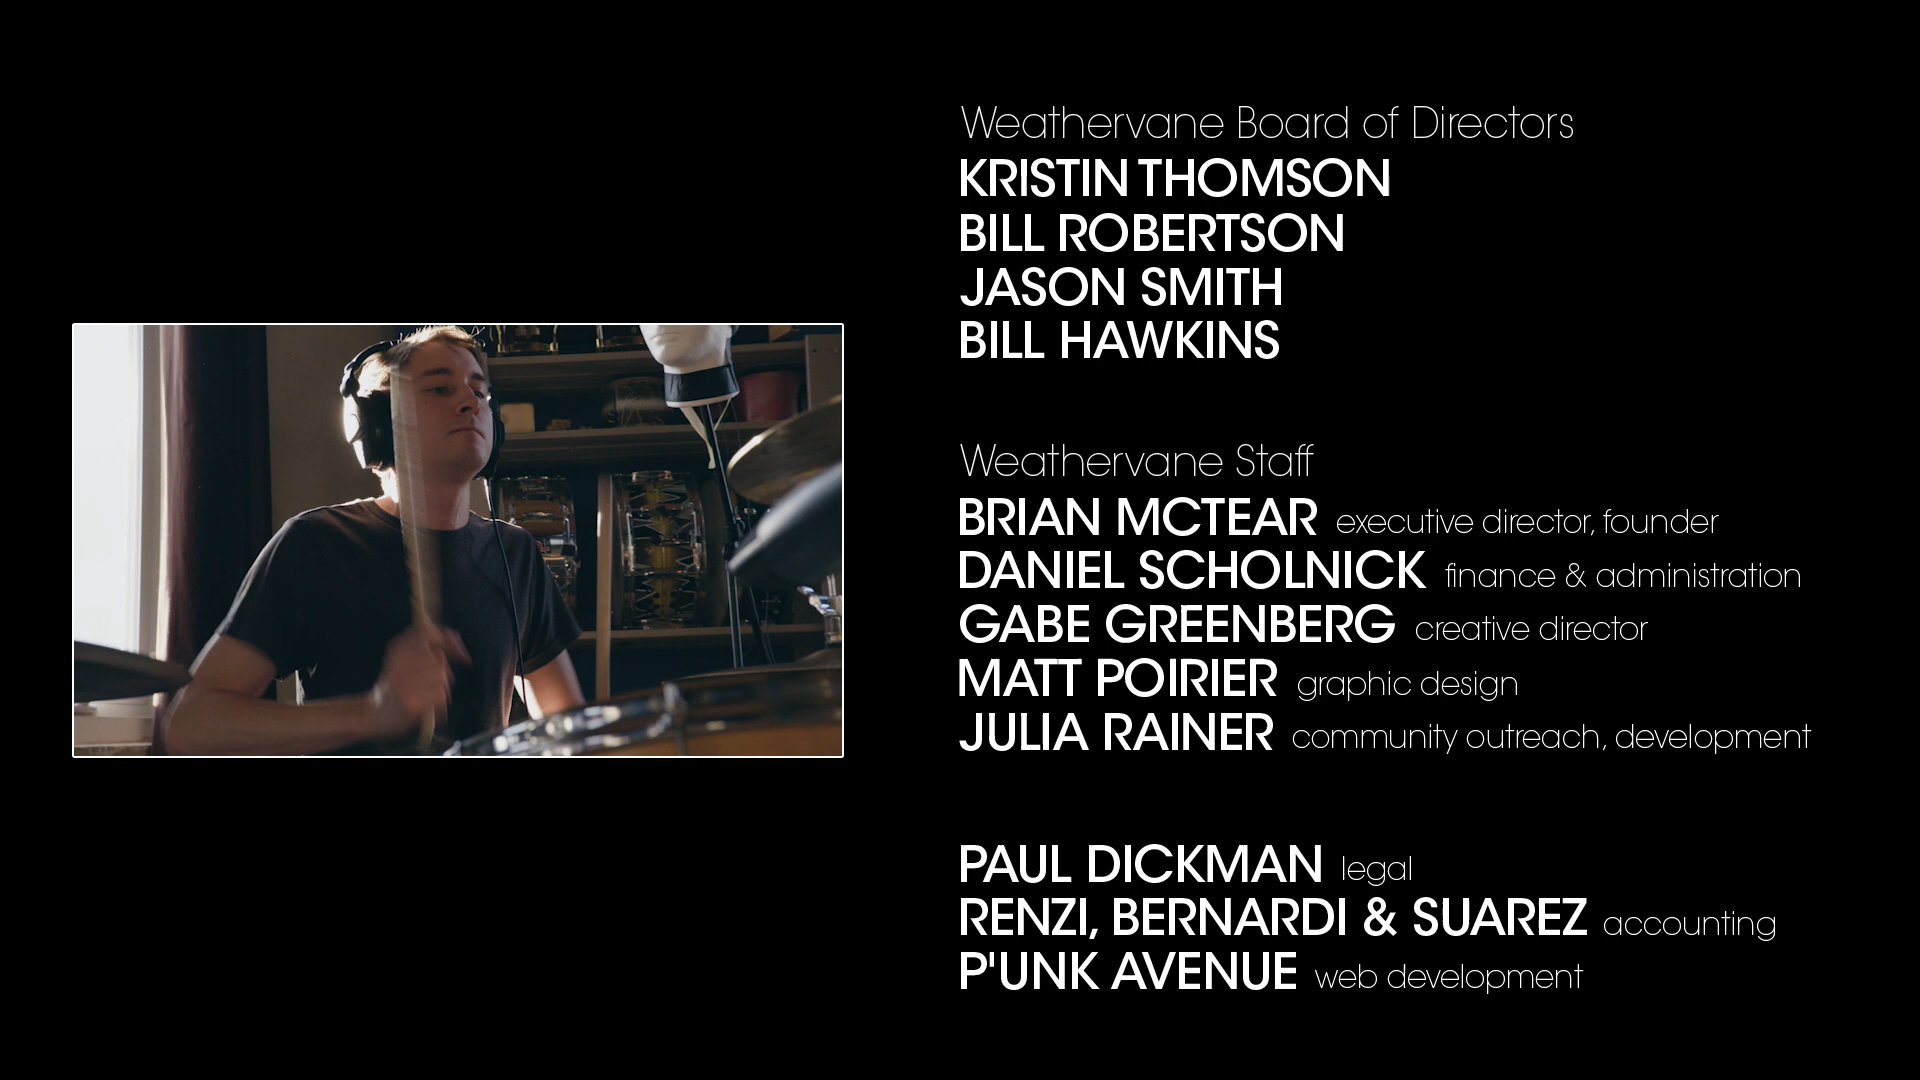 Weathervane Board of Directors
KRISTIN THOMSON
BILL ROBERTSON
JASON SMITH
BILL HAWKINS
Weathervane Staff
BRIAN MCTEAR executive director, founder
DANIEL SCHOLNICK finance & administration
GABE GREENBERG creative director
MATT POIRIER graphic design
JULIA RAINER community outreach, development
PAUL DICKMAN legal
RENZI, BERNARDI & SUAREZ accounting
P'UNK AVENUE web development